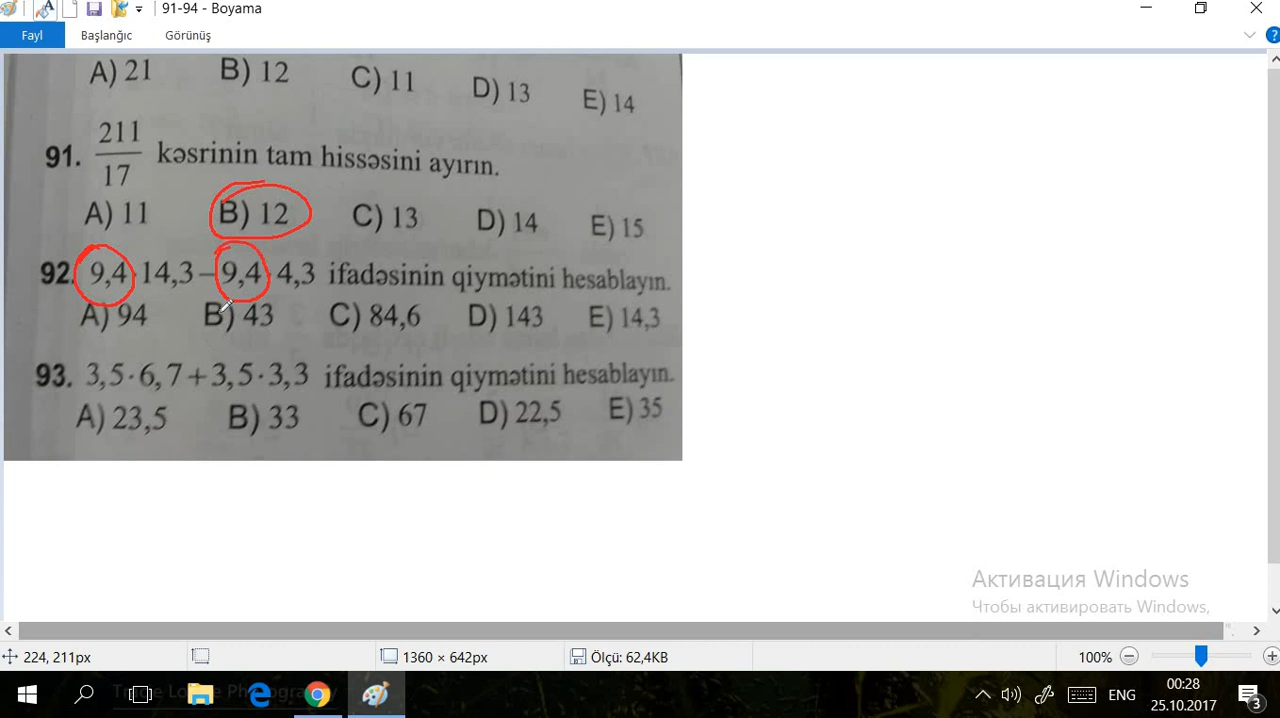 91-94 - Boyama
Fayl Başlanğıc Görünüş
A) 21 B) 12 C) 11 D) 13 E) 14
91. 211/17 kəsrinin tam hissəsini ayırın.
A) 11 B) 12 C) 13 D) 14 E) 15
92. 9,4·14,3–9,4·4,3 ifadəsinin qiymətini hesablayın.
A) 94 B) 43 C) 84,6 D) 143 E) 14,3
93. 3,5·6,7+3,5·3,3 ifadəsinin qiymətini hesablayın.
A) 23,5 B) 33 C) 67 D) 22,5 E) 35
Активация Windows
Чтобы активировать Windows,
224, 211px 1360 × 642px Ölçü: 62,4KB 100%
ENG 00:28
25.10.2017 3